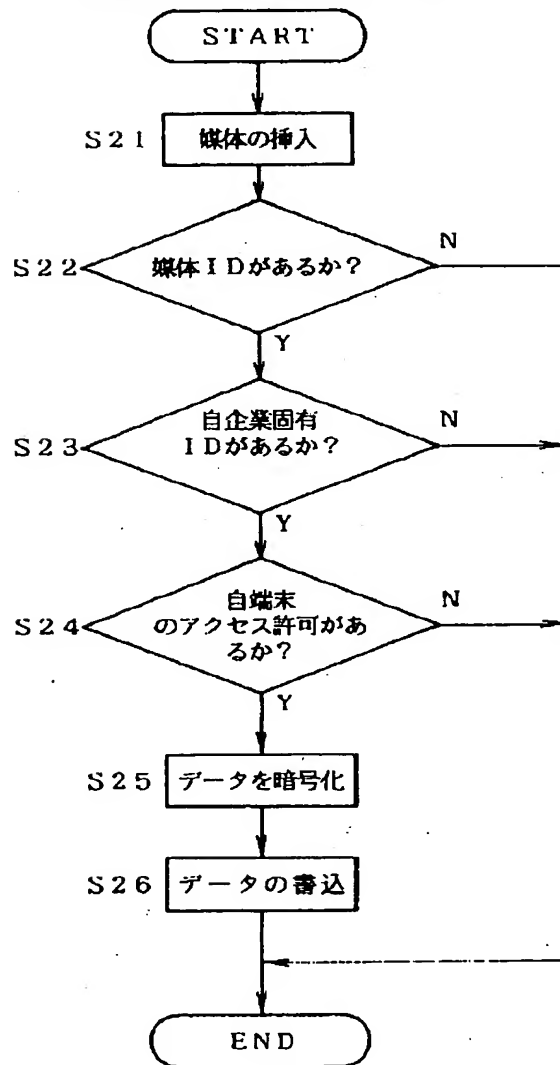 START
S21 媒体の挿入
N
S22 媒体IDがあるか？
Y
自企業固有
N
S23 IDがあるか？
Y
自端末
N
S24 のアクセス許可があ
るか？
Y
S25 データを暗号化
S26 データの書込
END